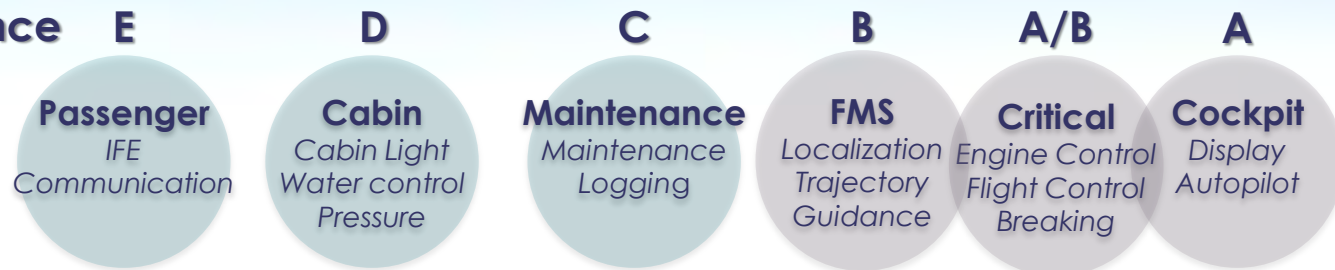 nce E D C B A/B A
Passenger
IFE
Communication
Cabin
Cabin Light
Water control
Pressure
Maintenance
Maintenance
Logging
FMS
Localization
Trajectory
Guidance
Critical
Engine Control
Flight Control
Breaking
Cockpit
Display
Autopilot